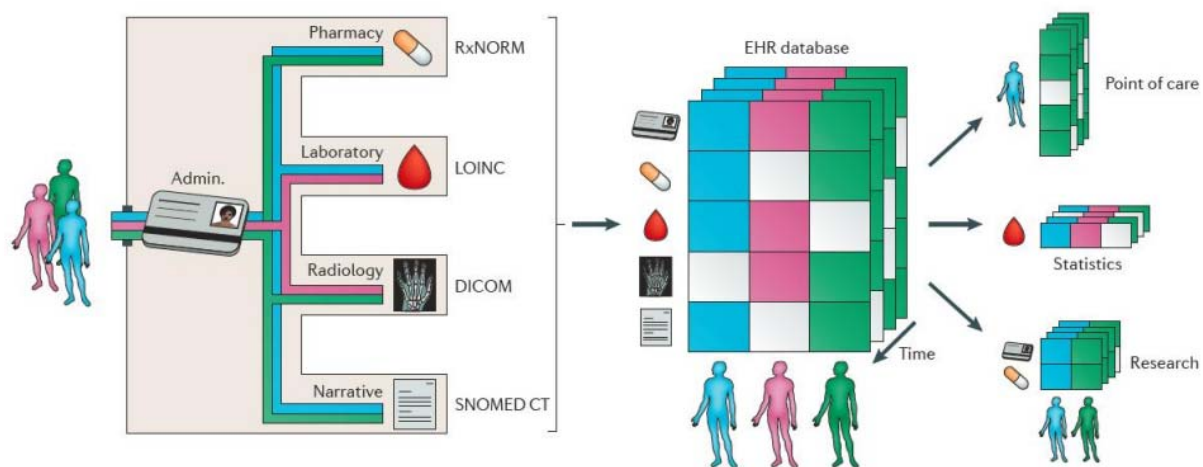 Pharmacy
RxNORM
Laboratory
LOINC
Admin.
Radiology
DICOM
Narrative
SNOMED CT
EHR database
Time
Point of care
Statistics
Research